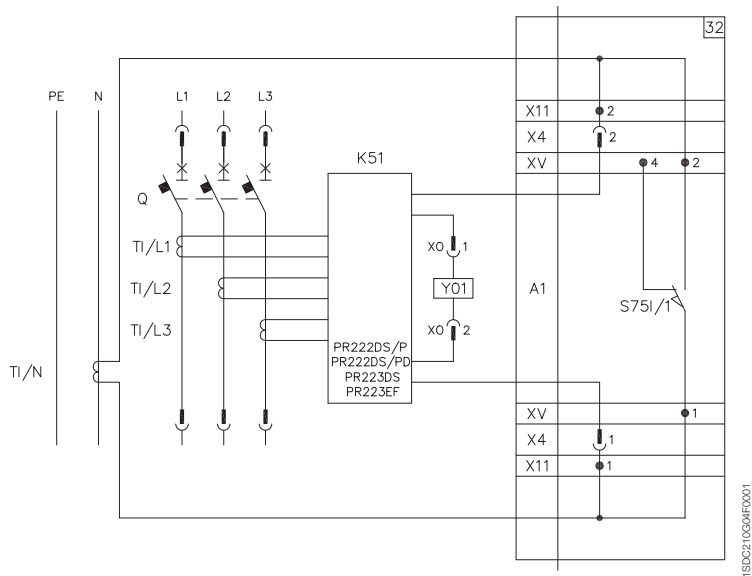 32
PE N L1 L2 L3
X11 2
X4 2
K51
XV 4 2
Q
TI/L1
X0 1
TI/L2
Y01
A1
S75I/1
TI/L3
X0 2
PR222DS/P
PR222DS/PD
PR223DS
PR223EF
TI/N
XV 1
X4 1
X11 1
1SDC210G04F0001